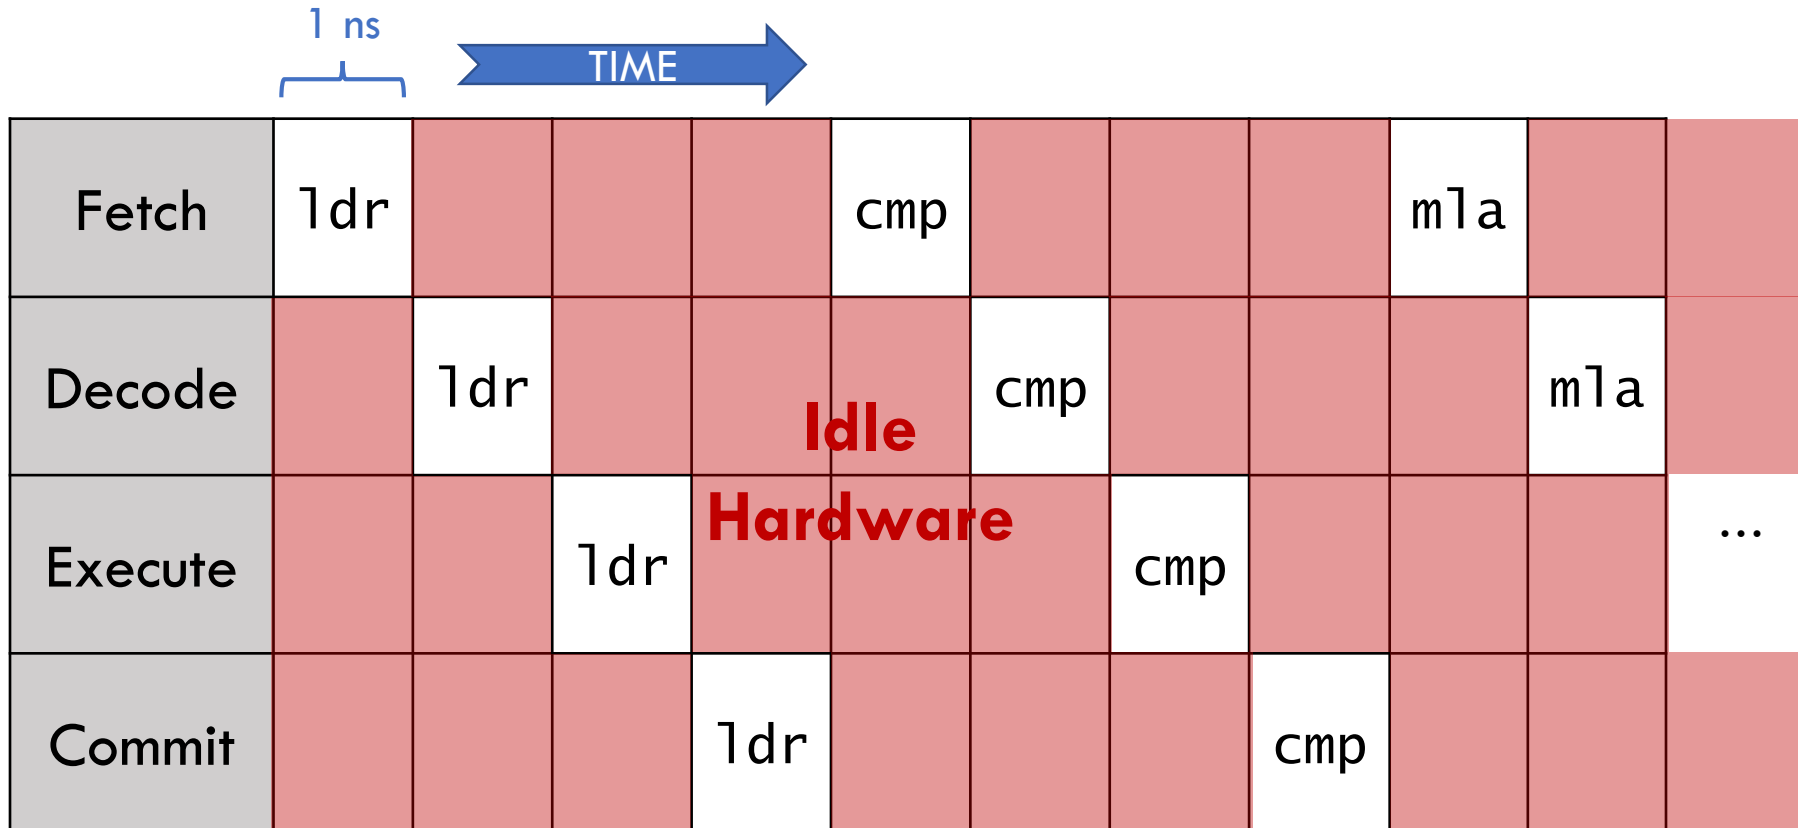 1 ns
TIME
Fetch ldr cmp mla
Decode ldr cmp mla
Idle
Hardware
Execute ldr cmp ...
Commit ldr cmp